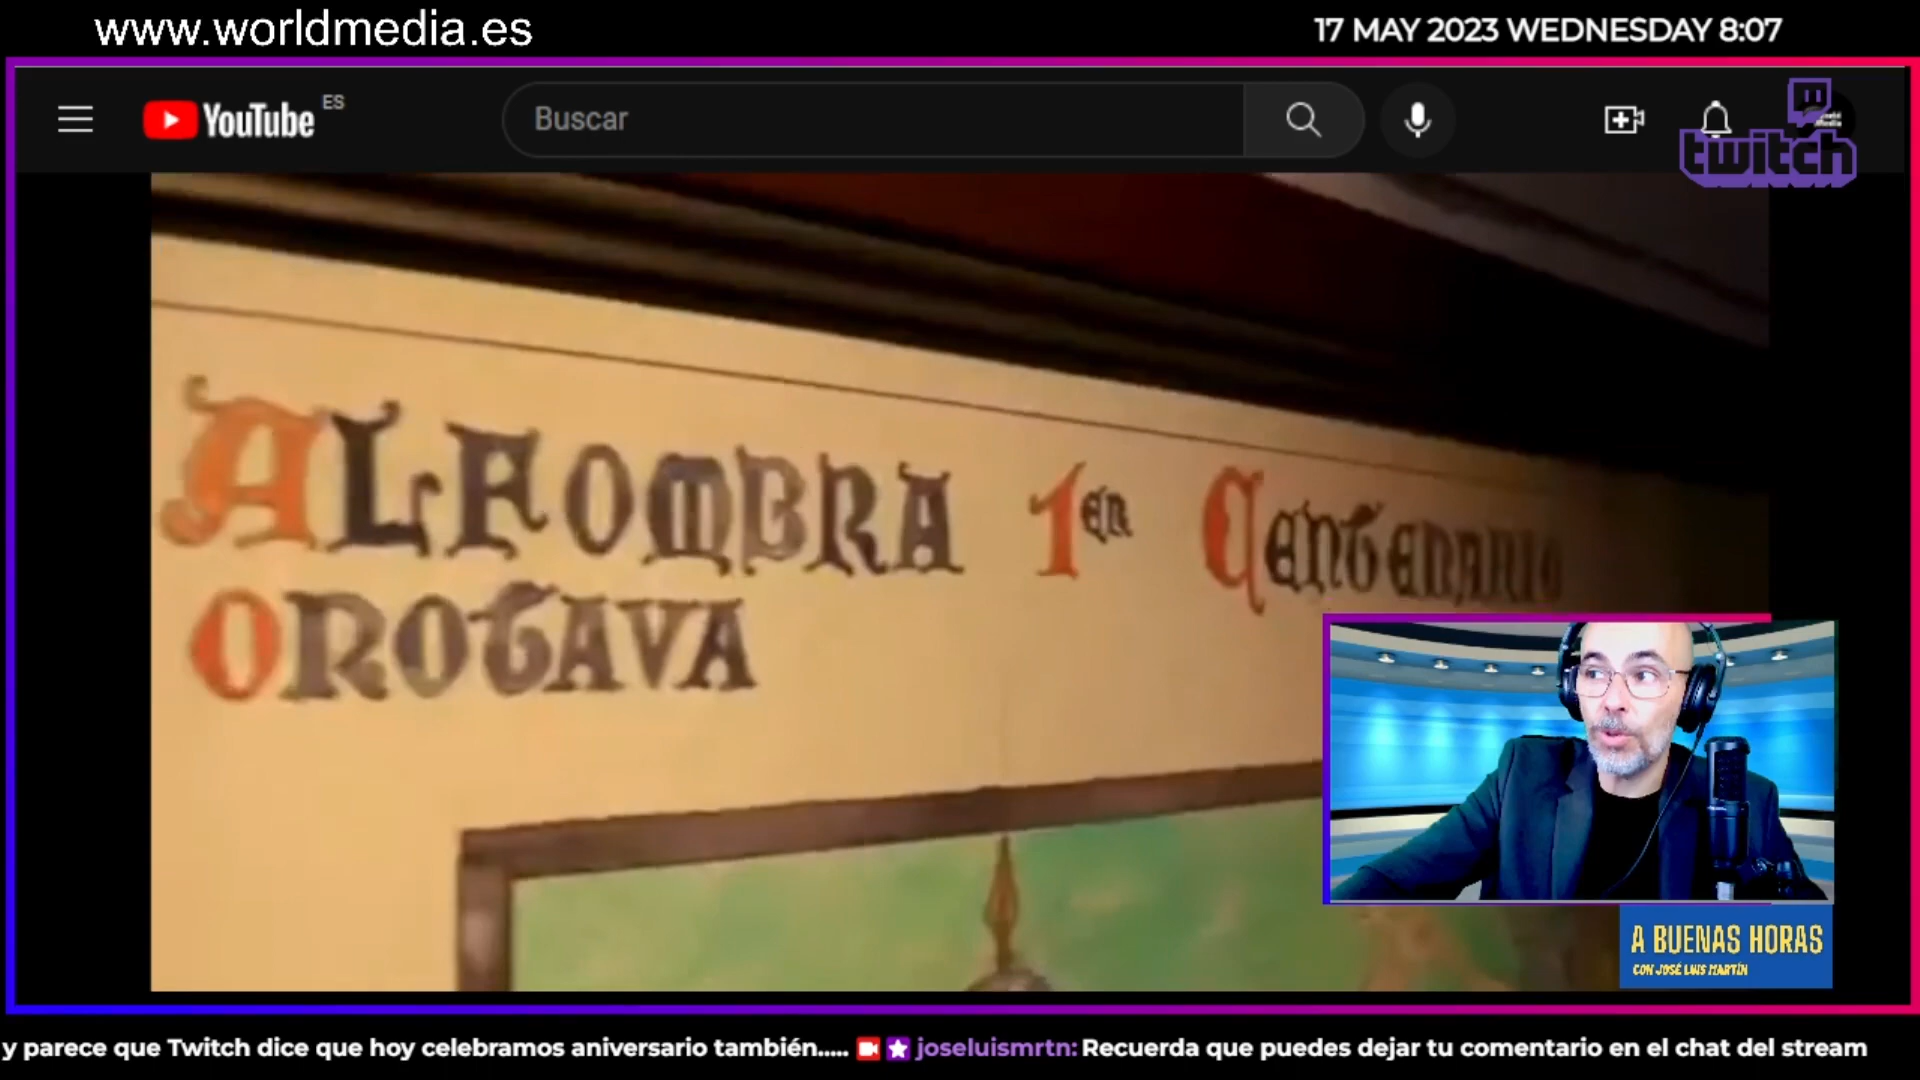 www.worldmedia.es
17 MAY 2023 WEDNESDAY 8:07
YouTube ES
Buscar
twitch
ALFOMBRA 1ER CENTENARIO
OROTAVA
A BUENAS HORAS
CON JOSÉ LUIS MARTÍN
y parece que Twitch dice que hoy celebramos aniversario también..... joseluismrtn: Recuerda que puedes dejar tu comentario en el chat del stream